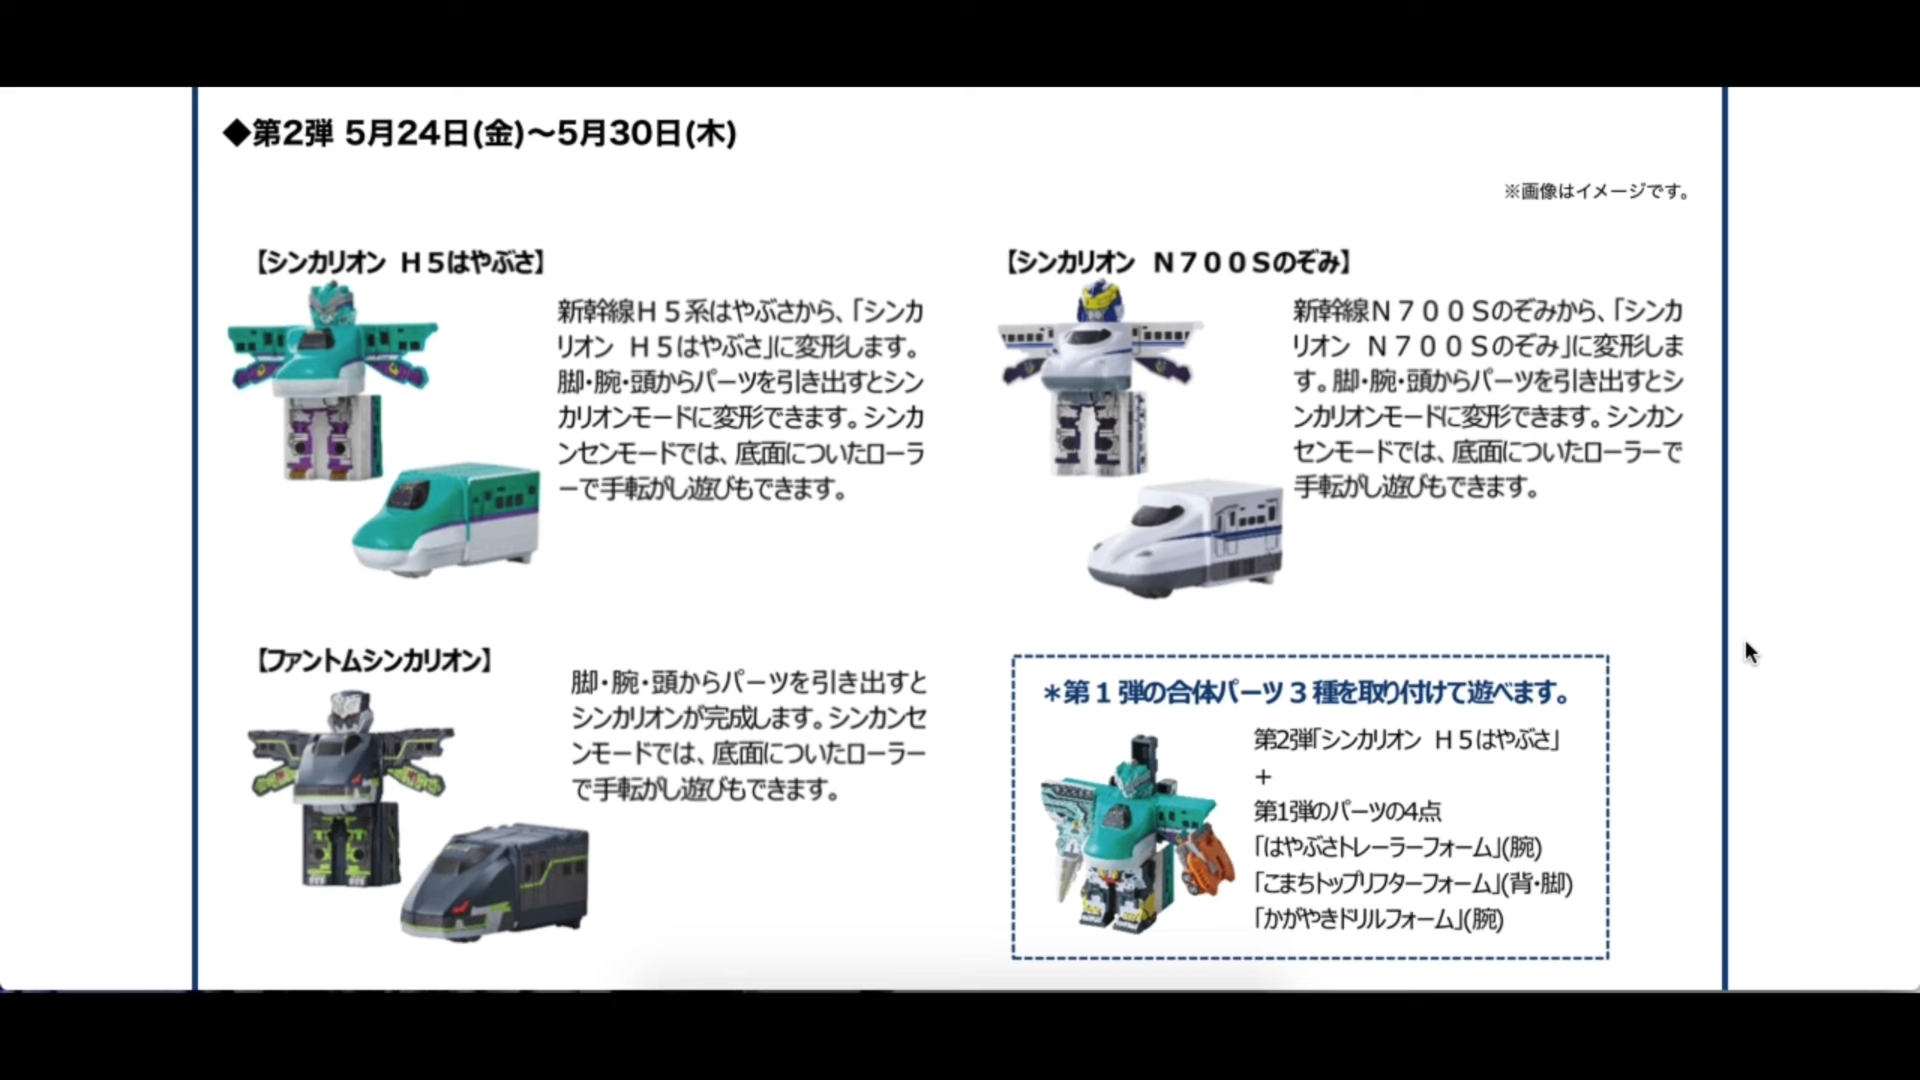 ◆第2弾 5月24日(金)～5月30日(木)
※画像はイメージです。
【シンカリオン Ｈ５はやぶさ】
新幹線Ｈ５系はやぶさから、「シンカ
リオン Ｈ５はやぶさ」に変形します。
脚・腕・頭からパーツを引き出すとシン
カリオンモードに変形できます。シンカ
ンセンモードでは、底面についたローラ
ーで手転がし遊びもできます。
【シンカリオン Ｎ７００Ｓのぞみ】
新幹線Ｎ７００Ｓのぞみから、「シンカ
リオン Ｎ７００Ｓのぞみ」に変形しま
す。脚・腕・頭からパーツを引き出すとシ
ンカリオンモードに変形できます。シンカン
センモードでは、底面についたローラーで
手転がし遊びもできます。
【ファントムシンカリオン】
脚・腕・頭からパーツを引き出すと
シンカリオンが完成します。シンカンセ
ンモードでは、底面についたローラー
で手転がし遊びもできます。
＊第１弾の合体パーツ３種を取り付けて遊べます。
第2弾「シンカリオン Ｈ５はやぶさ」
＋
第1弾のパーツの4点
「はやぶさトレーラーフォーム」(腕)
「こまちトップリフターフォーム」(背・脚)
「かがやきドリルフォーム」(腕)